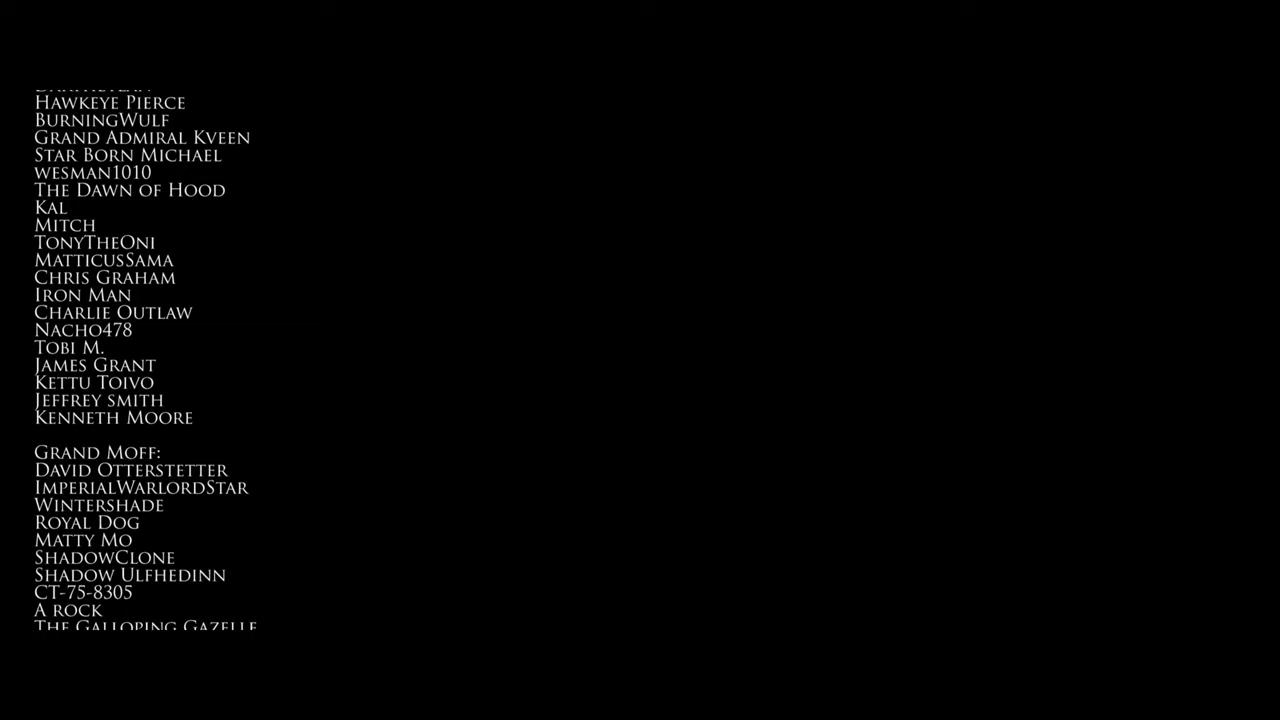 Hawkeye Pierce
BurningWulf
Grand Admiral Kveen
Star Born Michael
wesman1010
The Dawn of Hood
Kal
Mitch
TonyTheOni
MatticusSama
Chris Graham
Iron Man
Charlie Outlaw
Nacho478
Tobi M.
James Grant
Kettu Toivo
Jeffrey smith
Kenneth Moore
Grand Moff:
David Otterstetter
ImperialWarlordStar
Wintershade
Royal Dog
Matty Mo
ShadowClone
Shadow Ulfhedinn
CT-75-8305
A rock
The Galloping Gazelle